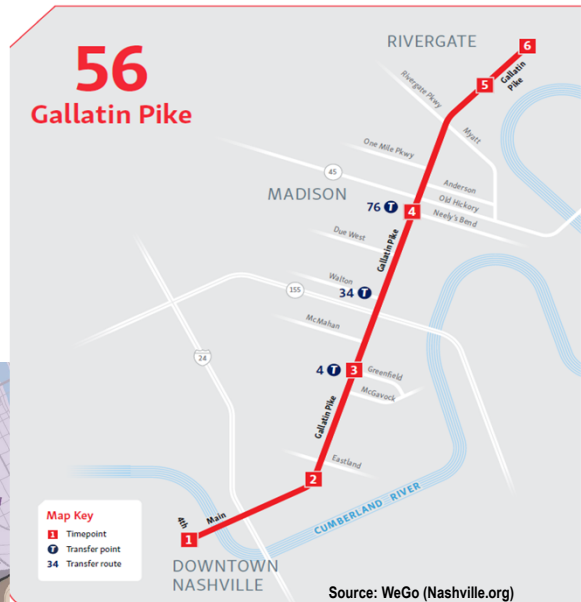 56
Gallatin Pike
RIVERGATE
6
5
Gallatin
Pike
Rivergate Pkwy
Myatt
One Mile Pkwy
45
Anderson
Old Hickory
MADISON
76 T
4
Neely's Bend
Due West
Gallatin Pike
Walton
155
34 T
McMahan
24
4 T
3
Greenfield
McGavock
Gallatin Pike
Eastland
2
CUMBERLAND RIVER
4th
Main
1
DOWNTOWN
NASHVILLE
Map Key
1 Timepoint
T Transfer point
34 Transfer route
Source: WeGo (Nashville.org)